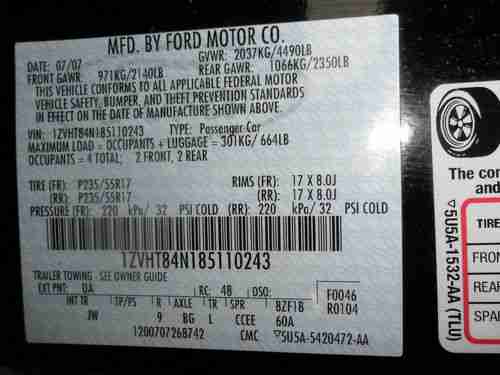 MFD. BY FORD MOTOR CO.
DATE: 07/07 GVWR: 2037KG/4490LB
FRONT GAWR: 971KG/2140LB REAR GAWR: 1066KG/2350LB
THIS VEHICLE CONFORMS TO ALL APPLICABLE FEDERAL MOTOR
VEHICLE SAFETY, BUMPER, AND THEFT PREVENTION STANDARDS
IN EFFECT ON THE DATE OF MANUFACTURE SHOWN ABOVE.
VIN: 1ZVHT84N185110243 TYPE: Passenger Car
MAXIMUM LOAD = OCCUPANTS + LUGGAGE = 301KG/ 664LB
OCCUPANTS = 4 TOTAL; 2 FRONT, 2 REAR
TIRE (FR): P235/55R17 RIMS (FR): 17 X 8.0J
(RR): P235/55R17 (RR): 17 X 8.0J
PRESSURE (FR): 220 kPa/ 32 PSI COLD (RR): 220 kPa/ 32 PSI COLD
1ZVHT84N185110243
TRAILER TOWING - SEE OWNER GUIDE
EXT PNT: UA RC: 48 DSO: F0046
INT TR TP/PS R AXLE TR SPR BZF18 R0104
JW 9 BG L CCEE 60A
1200707268742 CMC ▽5U5A-5420472-AA
The co
and
TIRE
FRO
REA
SPA
▽5U5A-1532-AA (TLU)